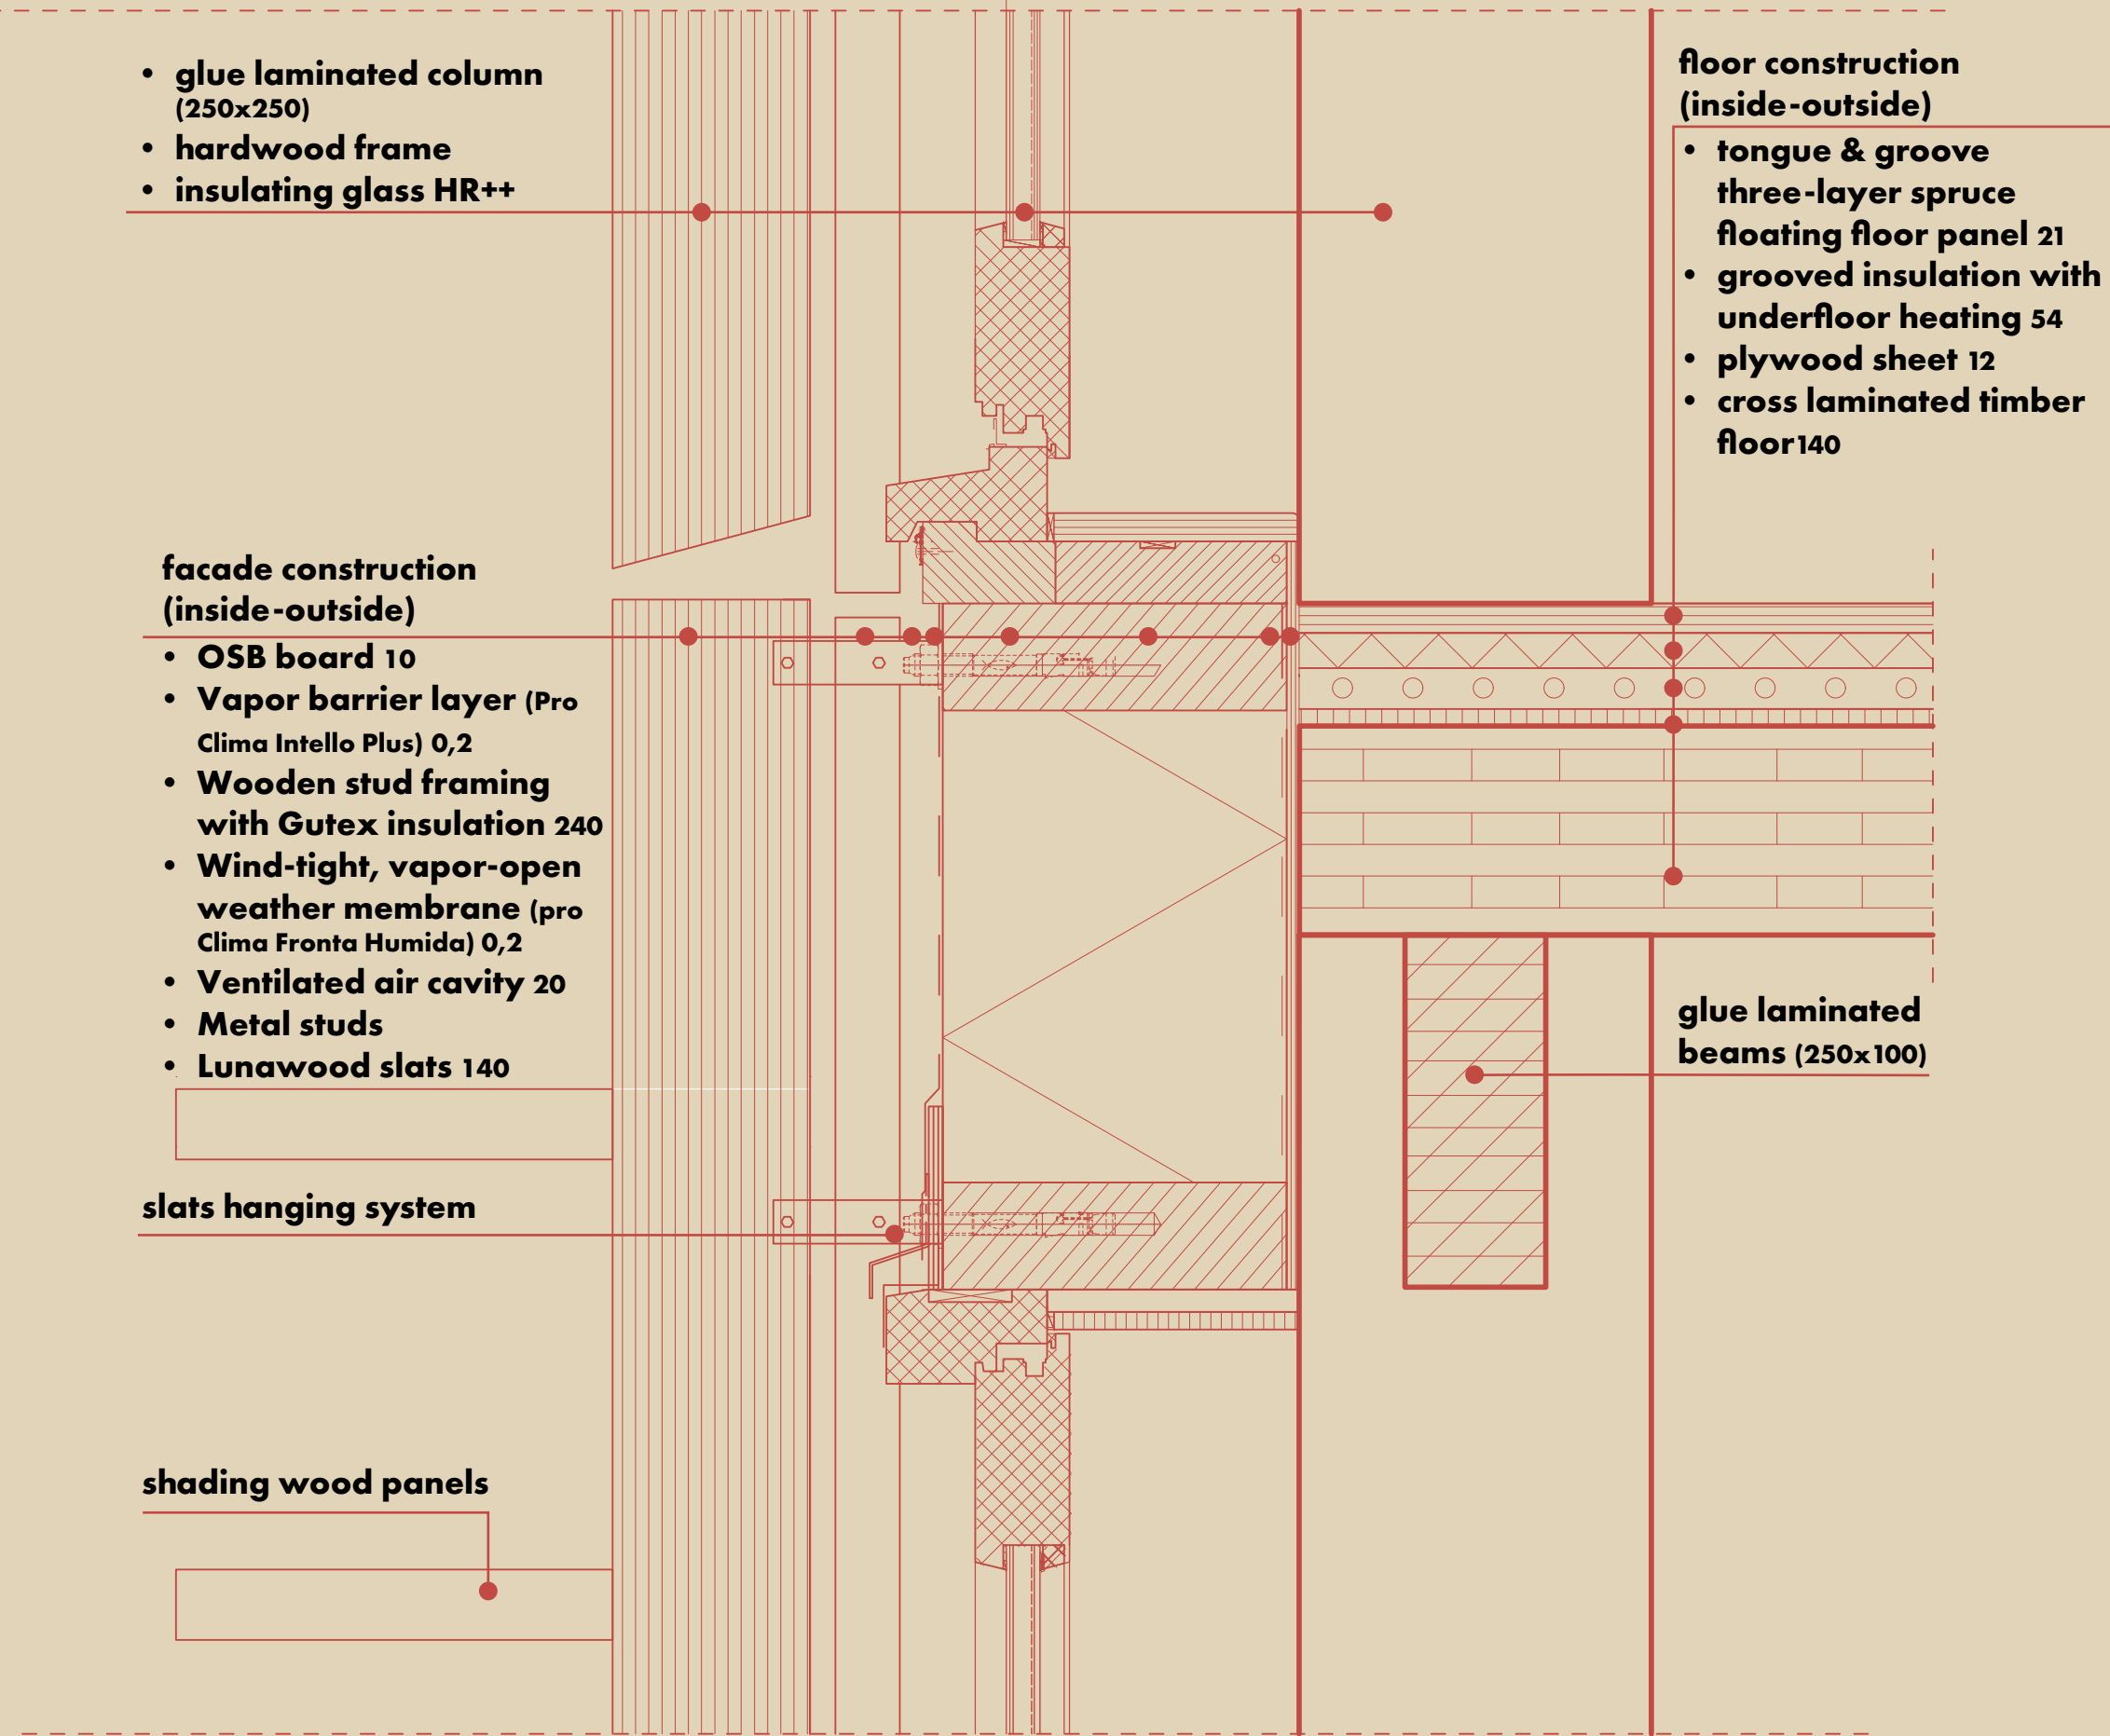 • glue laminated column
(250x250)
• hardwood frame
• insulating glass HR++
floor construction
(inside-outside)
• tongue & groove
three-layer spruce
floating floor panel 21
• grooved insulation with
underfloor heating 54
• plywood sheet 12
• cross laminated timber
floor140
facade construction
(inside-outside)
• OSB board 10
• Vapor barrier layer (Pro
Clima Intello Plus) 0,2
• Wooden stud framing
with Gutex insulation 240
• Wind-tight, vapor-open
weather membrane (pro
Clima Fronta Humida) 0,2
• Ventilated air cavity 20
• Metal studs
• Lunawood slats 140
glue laminated
beams (250x100)
slats hanging system
shading wood panels